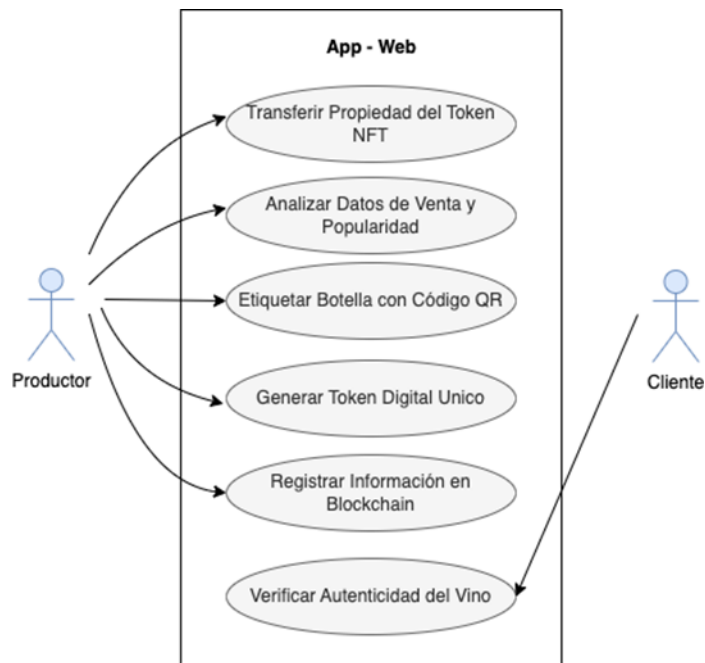 App - Web
Transferir Propiedad del Token
NFT
Analizar Datos de Venta y
Popularidad
Etiquetar Botella con Código QR
Productor
Cliente
Generar Token Digital Unico
Registrar Información en
Blockchain
Verificar Autenticidad del Vino